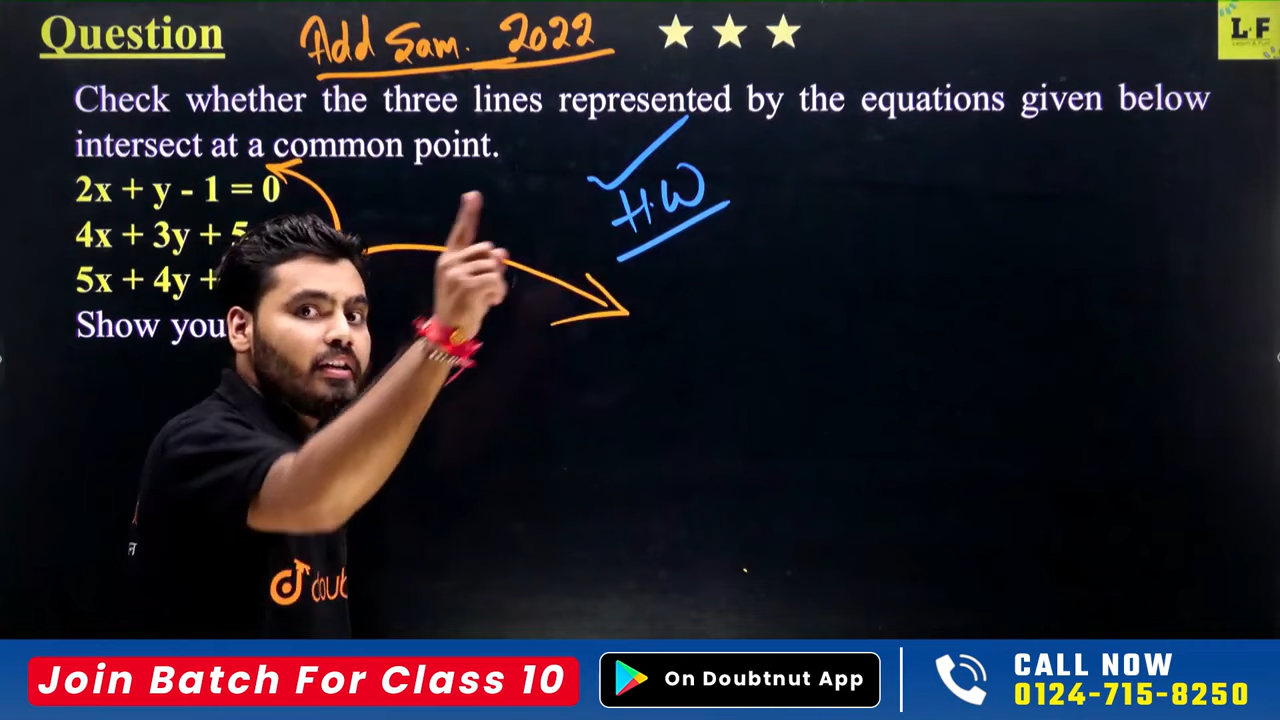 Question Add Sam. 2022
L·F
Check whether the three lines represented by the equations given below
intersect at a common point.
2x + y - 1 = 0
H.W
4x + 3y + 5
5x + 4y +
Show you
doub
Join Batch For Class 10
On Doubtnut App
CALL NOW
0124-715-8250